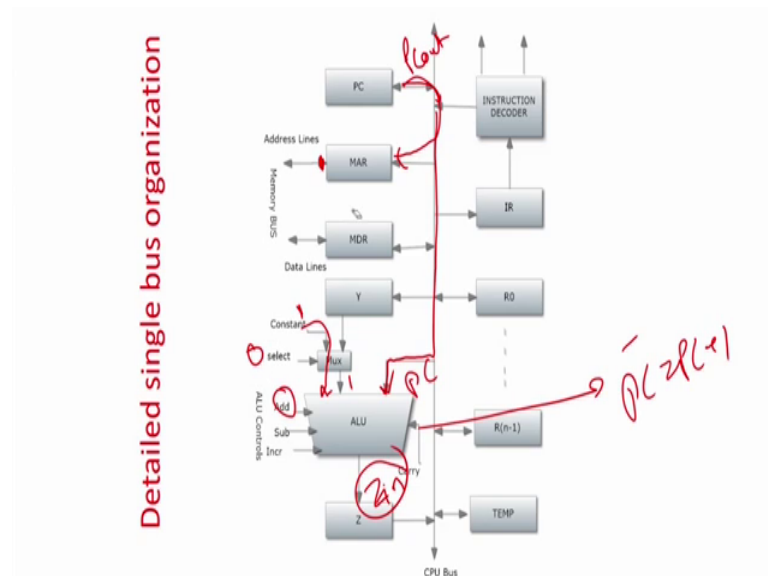 Detailed single bus organization
PCout
PC
INSTRUCTION
DECODER
Address Lines
MAR
Memory BUS
IR
MDR
Data Lines
Y
R0
1
Constant
0
select
Mux
PC
PC=PC+1
1
ALU Controls
Add
ALU
Sub
R(n-1)
Incr
Carry
Zin
Z
TEMP
CPU Bus